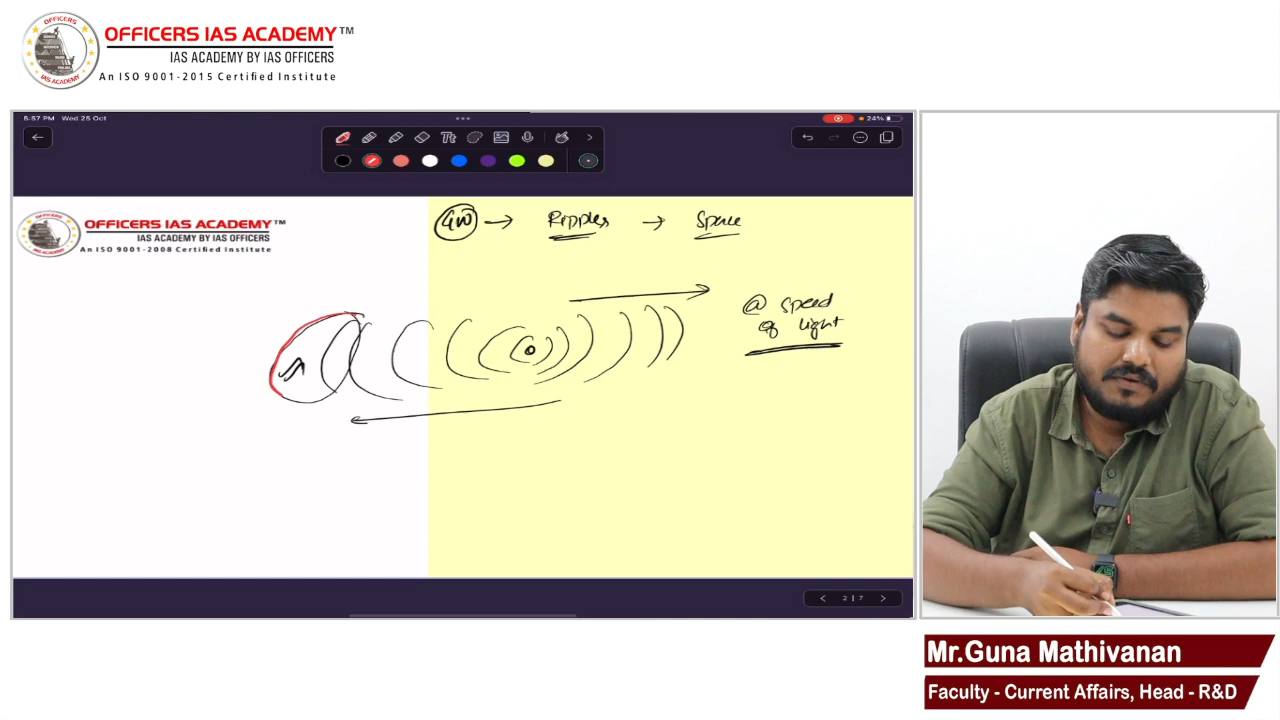 OFFICERS IAS ACADEMY™
IAS ACADEMY BY IAS OFFICERS
An ISO 9001-2015 Certified Institute
5:57 PM Wed 25 Oct
24%
Tt
OFFICERS IAS ACADEMY™
IAS ACADEMY BY IAS OFFICERS
An ISO 9001-2008 Certified Institute
GW → Ripples → Space
@ speed
of light
2 | 7
Mr.Guna Mathivanan
Faculty - Current Affairs, Head - R&D